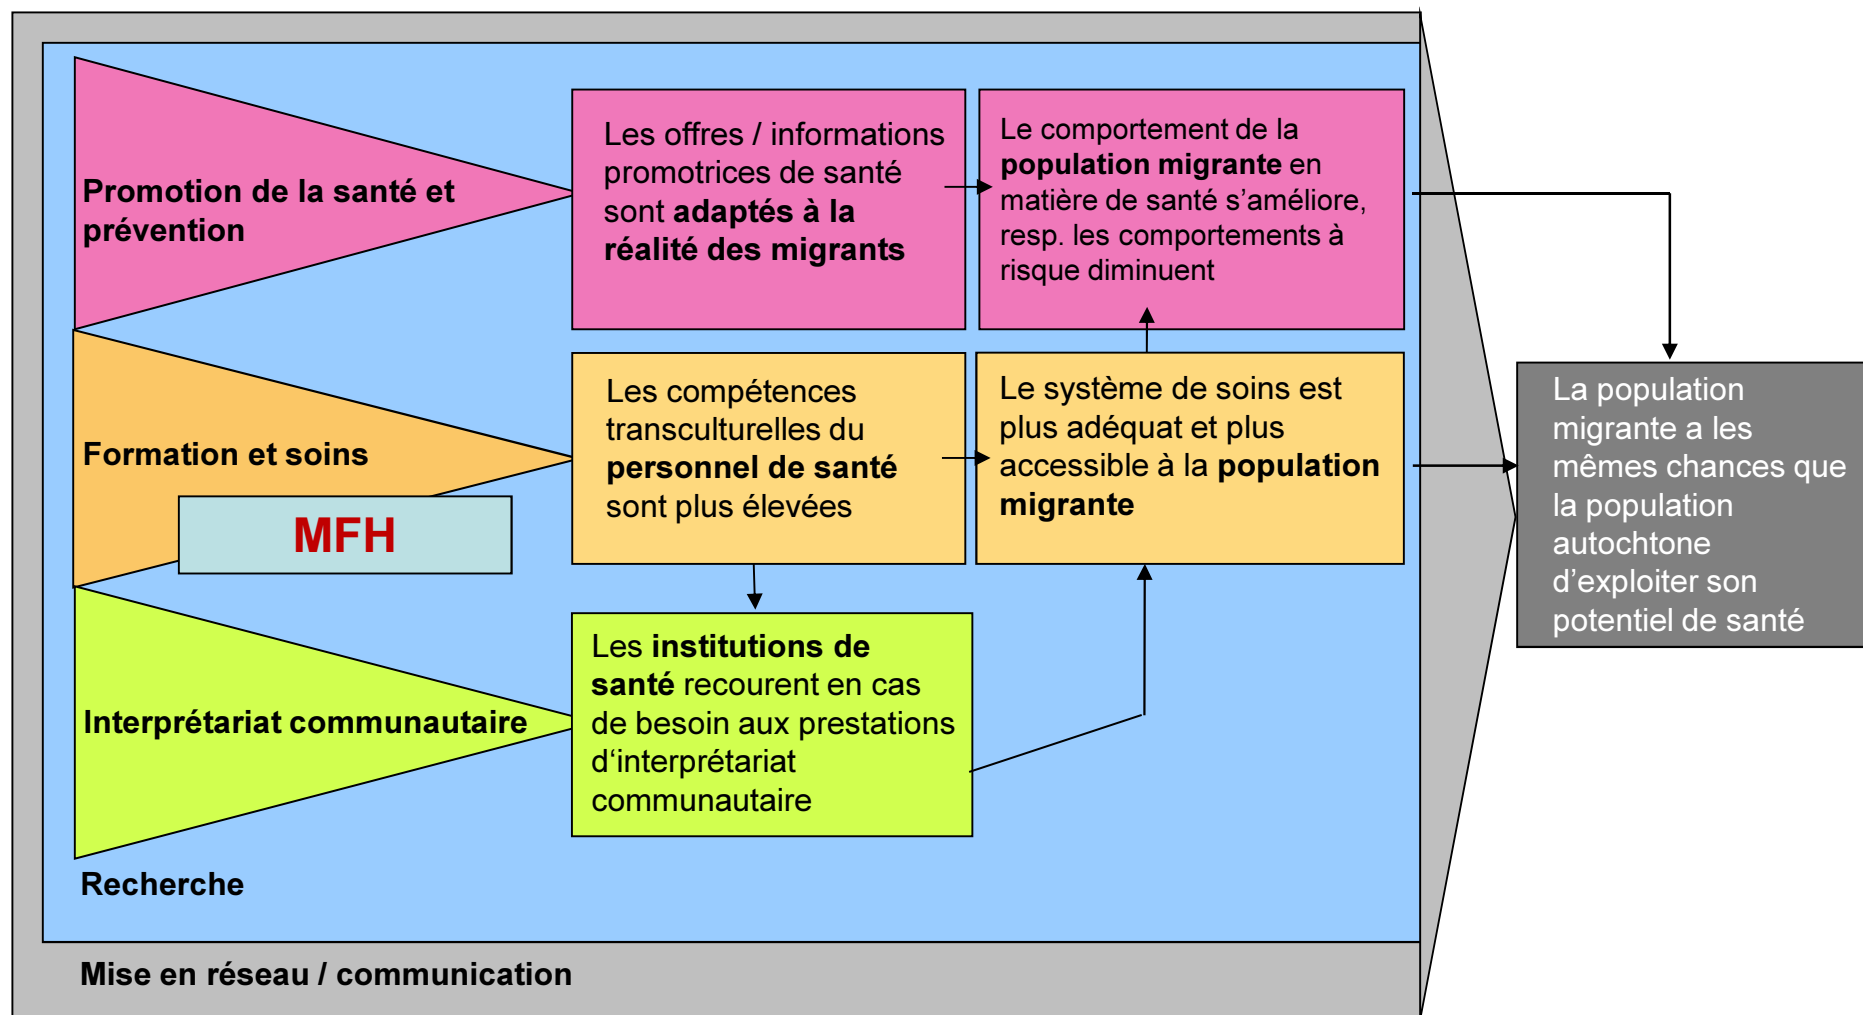 Promotion de la santé et
prévention
Les offres / informations
promotrices de santé
sont adaptés à la
réalité des migrants
Le comportement de la
population migrante en
matière de santé s’améliore,
resp. les comportements à
risque diminuent
Formation et soins
MFH
Les compétences
transculturelles du
personnel de santé
sont plus élevées
Le système de soins est
plus adéquat et plus
accessible à la population
migrante
Interprétariat communautaire
Les institutions de
santé recourent en cas
de besoin aux prestations
d‘interprétariat
communautaire
La population
migrante a les
mêmes chances que
la population
autochtone
d’exploiter son
potentiel de santé
Recherche
Mise en réseau / communication